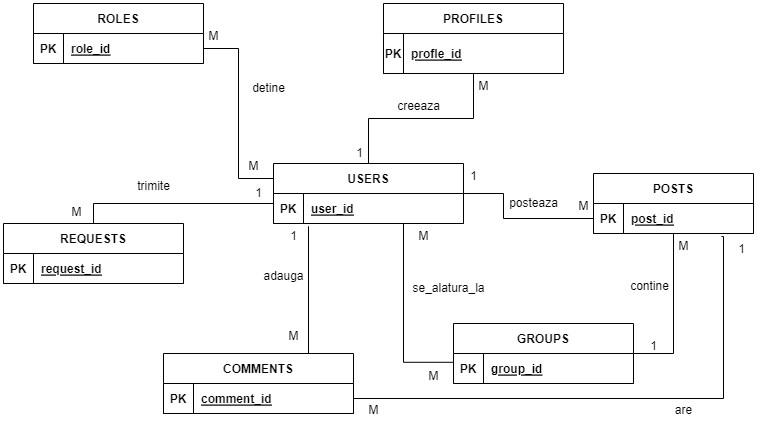 ROLES
PK role_id
PROFILES
PK profle_id
M
detine
M
M
creeaza
1
USERS
PK user_id
trimite
1
M
REQUESTS
PK request_id
1
posteaza
M
POSTS
PK post_id
1
adauga
M
M
se_alatura_la
M
M
contine
1
1
GROUPS
PK group_id
COMMENTS
PK comment_id
M
are